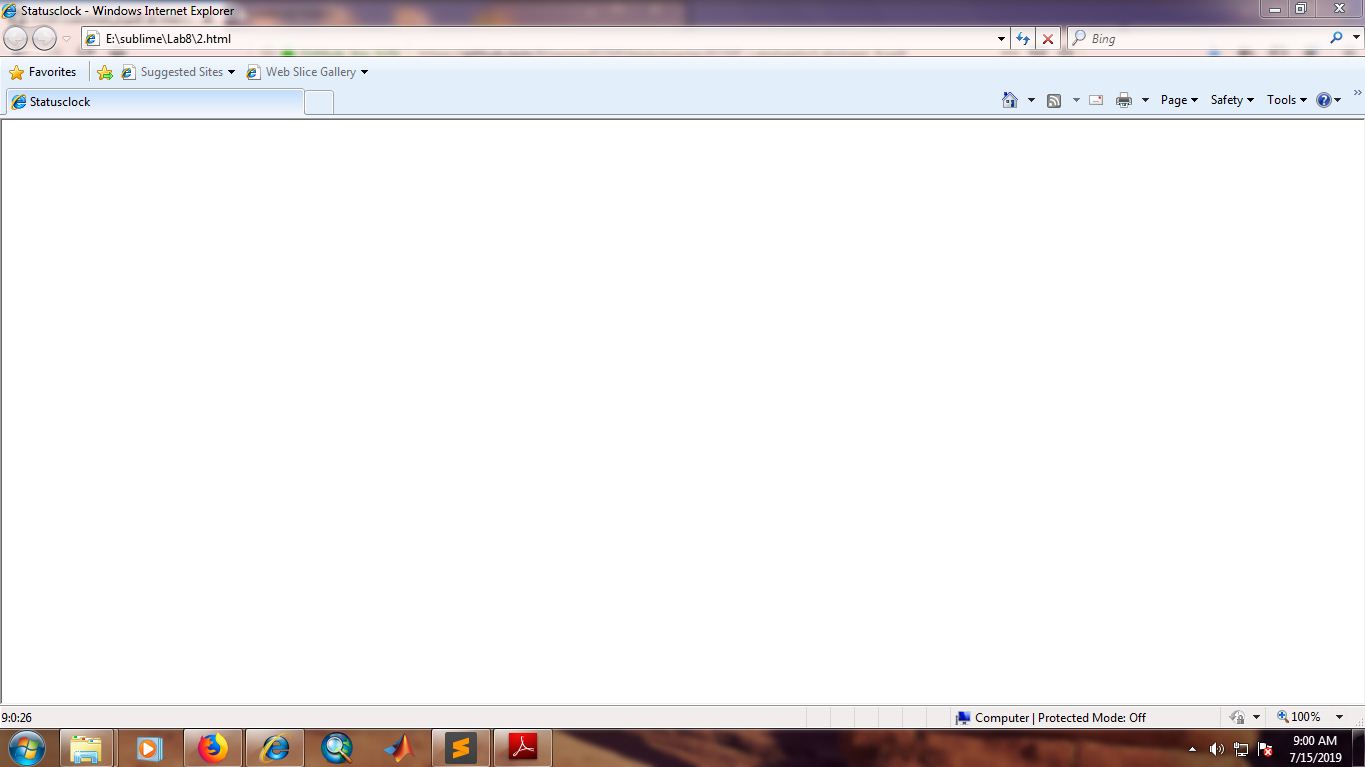 Statusclock - Windows Internet Explorer
E:\sublime\Lab8\2.html
Bing
Favorites Suggested Sites Web Slice Gallery
Statusclock
Page Safety Tools
9:0:26
Computer | Protected Mode: Off
100%
9:00 AM
7/15/2019